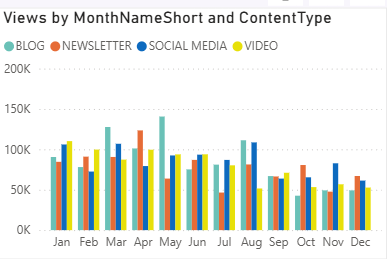 Views by MonthNameShort and ContentType
BLOG NEWSLETTER SOCIAL MEDIA VIDEO
200K
150K
100K
50K
0K
Jan Feb Mar Apr May Jun Jul Aug Sep Oct Nov Dec